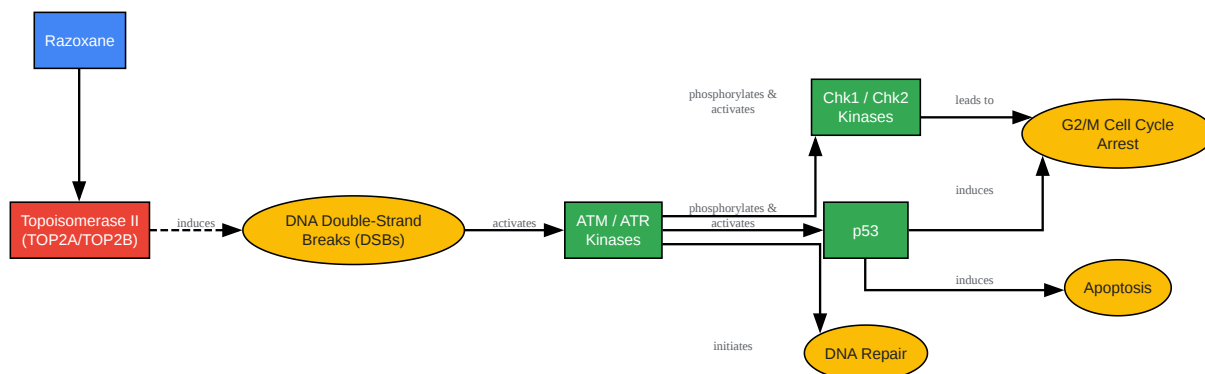 Razoxane
Topoisomerase II
(TOP2A/TOP2B)
induces
DNA Double-Strand
Breaks (DSBs)
activates
ATM / ATR
Kinases
phosphorylates &
activates
Chk1 / Chk2
Kinases
leads to
G2/M Cell Cycle
Arrest
phosphorylates &
activates
p53
induces
induces
Apoptosis
initiates
DNA Repair